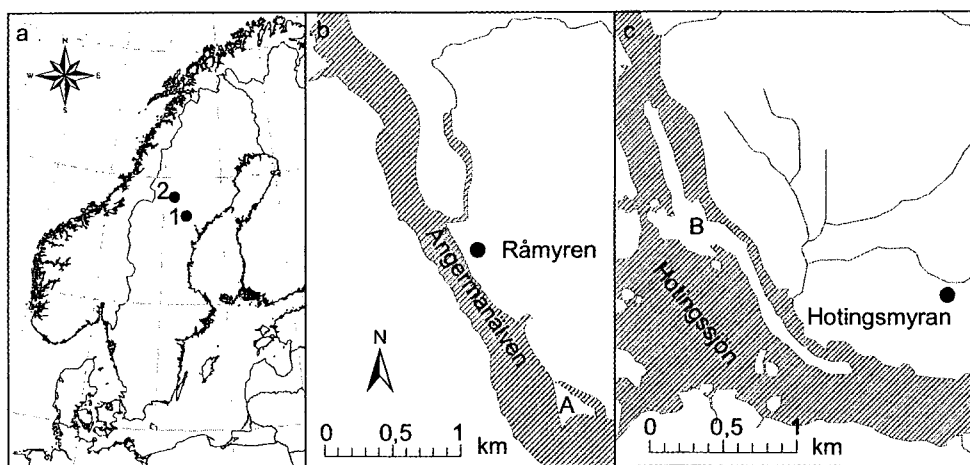 a
N
W
E
S
2
1
b
Råmyren
Ångermanälven
N
A
0 0,5 1
km
c
B
Hotingssjön
Hotingsmyran
0 0,5 1
km